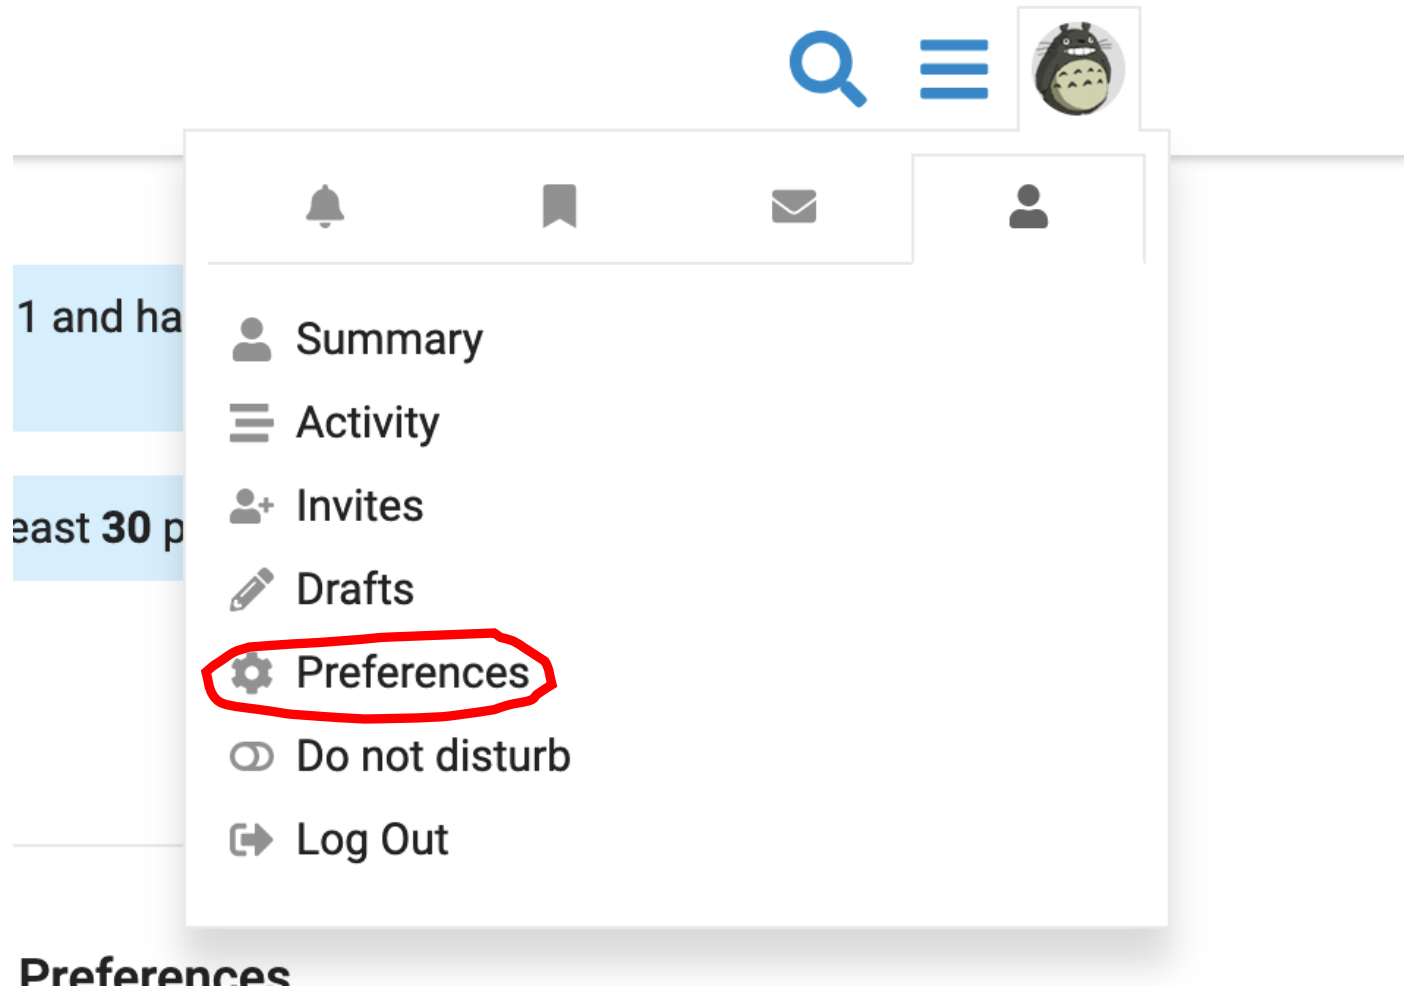 1 and ha
east 30 p
Summary
Activity
Invites
Drafts
Preferences
Do not disturb
Log Out
Preferences